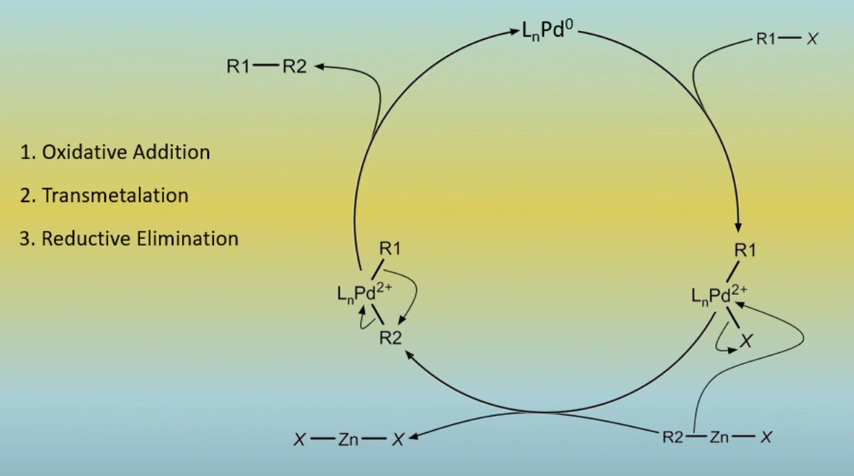 LnPd0
R1—X
R1—R2
1. Oxidative Addition
2. Transmetalation
3. Reductive Elimination
R1
R1
LnPd2+
LnPd2+
R2
X
X—Zn—X
R2—Zn—X